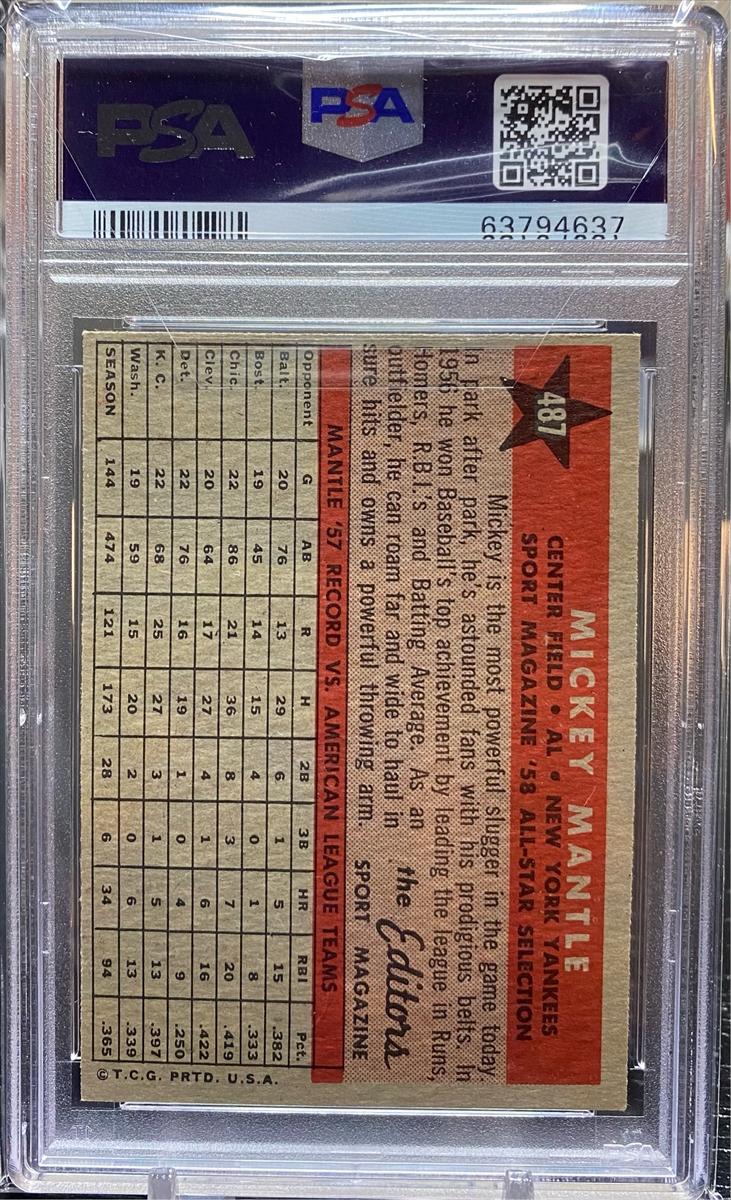 PSA
PSA
63794637
487
MICKEY MANTLE
CENTER FIELD • AL • NEW YORK YANKEES
SPORT MAGAZINE '58 ALL-STAR SELECTION
Mickey is the most powerful slugger in the game today.
In park after park, he's astounded fans with his prodigious belts. In
1956 he won Baseball's top achievement by leading the league in Runs,
Homers, R.B.I.'s and Batting Average. As an
outfielder, he can roam far and wide to haul in
sure hits and owns a powerful throwing arm.
the Editors
SPORT MAGAZINE
MANTLE '57 RECORD VS. AMERICAN LEAGUE TEAMS
Opponent G AB R H 2B 3B HR RBI Pct.
Balt. 20 76 13 29 6 1 5 15 .382
Bost. 19 45 14 15 4 0 1 8 .333
Chic. 22 86 21 36 8 3 7 20 .419
Clev. 20 64 17 27 4 1 6 16 .422
Det. 22 76 16 19 1 0 4 9 .250
K. C. 22 68 25 27 3 1 5 13 .397
Wash. 19 59 15 20 2 0 6 13 .339
SEASON 144 474 121 173 28 6 34 94 .365
© T.C.G. PRTD. U.S.A.